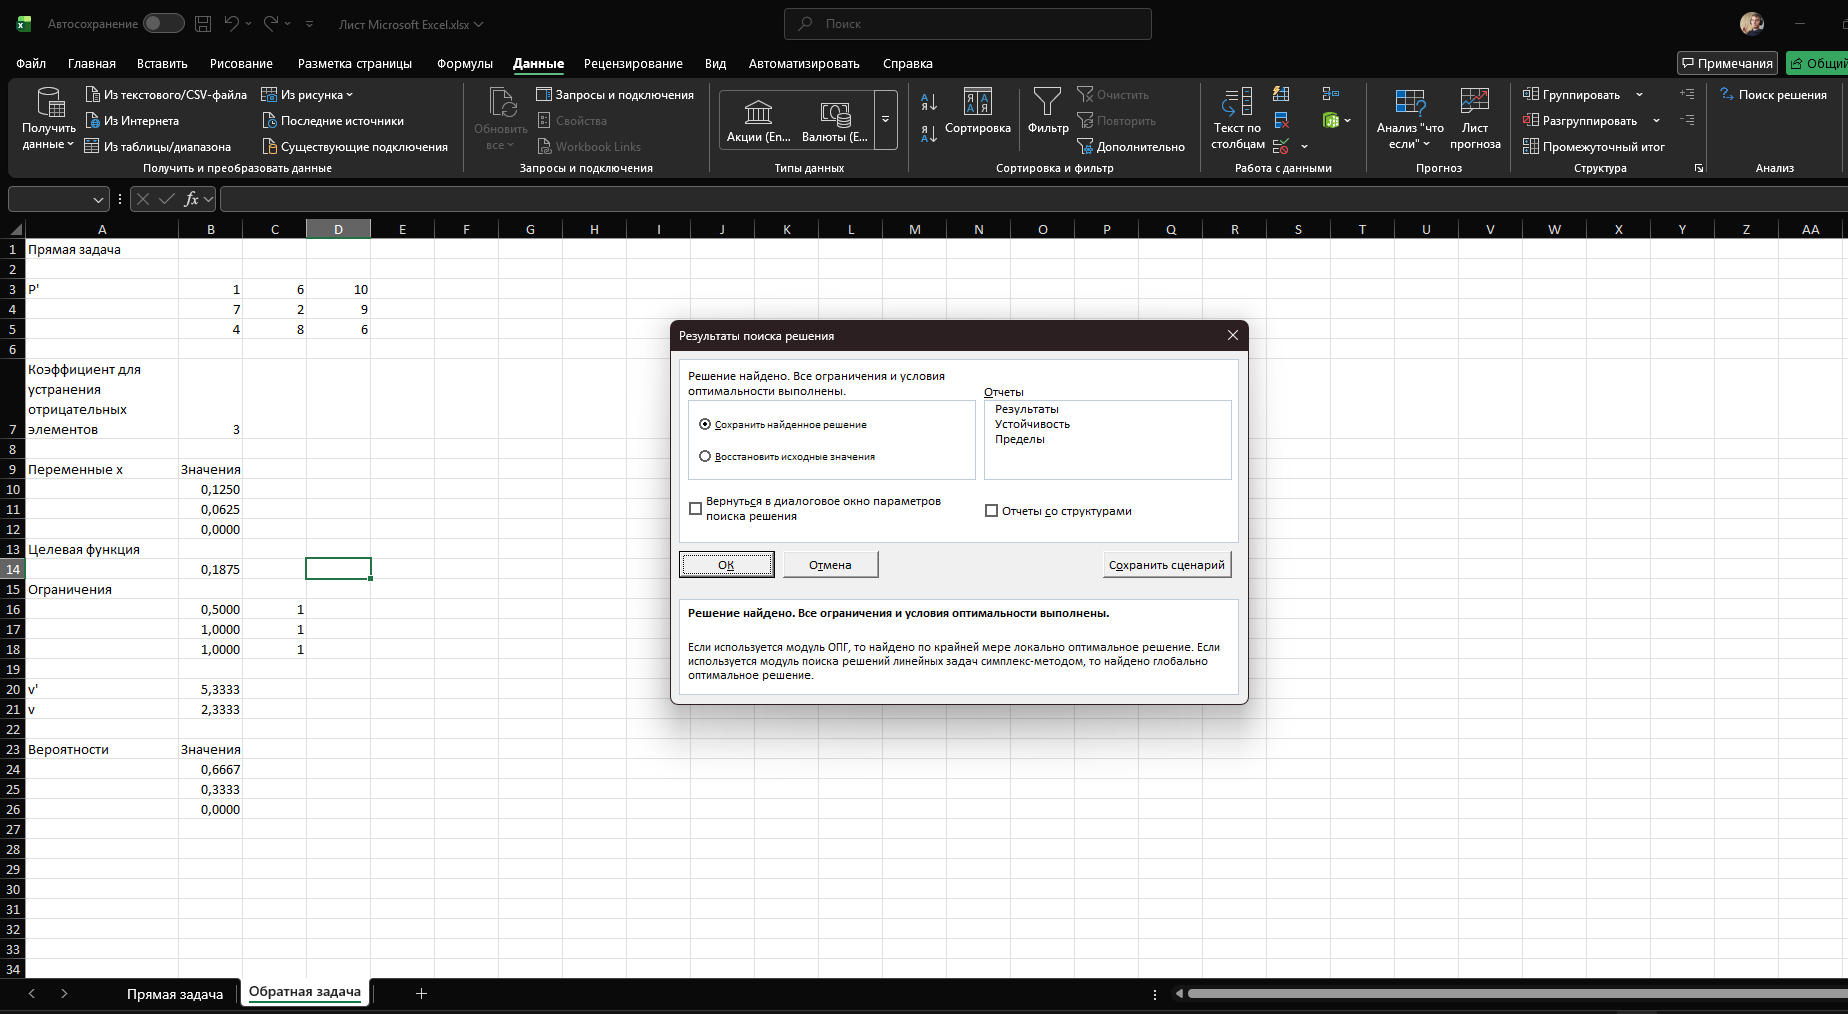 Автосохранение
Лист Microsoft Excel.xlsx
Поиск
Файл Главная Вставить Рисование Разметка страницы Формулы Данные Рецензирование Вид Автоматизировать Справка
Примечания
Общий
Получить данные
Из текстового/CSV-файла
Из Интернета
Из таблицы/диапазона
Из рисунка
Последние источники
Существующие подключения
Получить и преобразовать данные
Обновить все
Запросы и подключения
Свойства
Workbook Links
Запросы и подключения
Акции (En...
Валюты (Е...
Типы данных
Сортировка
Фильтр
Очистить
Повторить
Дополнительно
Сортировка и фильтр
Текст по столбцам
Работа с данными
Анализ "что если"
Лист прогноза
Прогноз
Группировать
Разгруппировать
Промежуточный итог
Структура
Поиск решения
Анализ
fx
A B C D E F G H I J K L M N O P Q R S T U V W X Y Z AA
1 Прямая задача
2
3 P' 1 6 10
4 7 2 9
5 4 8 6
6
Коэффициент для
устранения
отрицательных
7 элементов 3
8
9 Переменные x Значения
10 0,1250
11 0,0625
12 0,0000
13 Целевая функция
14 0,1875
15 Ограничения
16 0,5000 1
17 1,0000 1
18 1,0000 1
19
20 v' 5,3333
21 v 2,3333
22
23 Вероятности Значения
24 0,6667
25 0,3333
26 0,0000
27
28
29
30
31
32
33
34
Результаты поиска решения
Решение найдено. Все ограничения и условия
оптимальности выполнены.
Сохранить найденное решение
Восстановить исходные значения
Отчеты
Результаты
Устойчивость
Пределы
Вернуться в диалоговое окно параметров
поиска решения
Отчеты со структурами
ОК
Отмена
Сохранить сценарий
Решение найдено. Все ограничения и условия оптимальности выполнены.
Если используется модуль ОПГ, то найдено по крайней мере локально оптимальное решение. Если
используется модуль поиска решений линейных задач симплекс-методом, то найдено глобально
оптимальное решение.
Прямая задача
Обратная задача